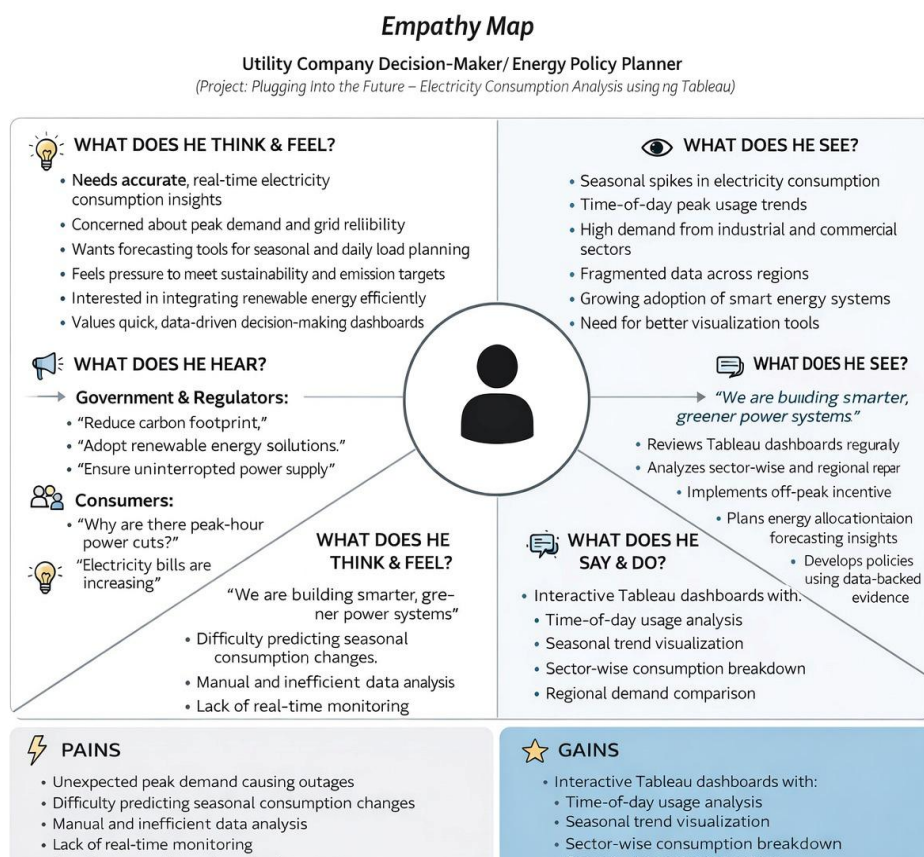 Empathy Map
Utility Company Decision-Maker/ Energy Policy Planner
(Project: Plugging Into the Future – Electricity Consumption Analysis using ng Tableau)
WHAT DOES HE THINK & FEEL?
• Needs accurate, real-time electricity
consumption insights
• Concerned about peak demand and grid reliibility
• Wants forecasting tools for seasonal and daily load planning
• Feels pressure to meet sustainability and emission targets
• Interested in integrating renewable energy efficiently
• Values quick, data-driven decision-making dashboards
WHAT DOES HE SEE?
• Seasonal spikes in electricity consumption
• Time-of-day peak usage trends
• High demand from industrial and commercial
sectors
• Fragmented data across regions
• Growing adoption of smart energy systems
• Need for better visualization tools
WHAT DOES HE HEAR?
Government & Regulators:
• “Reduce carbon footprint,”
• “Adopt renewable energy soilutions.”
• “Ensure uninterropted power supply”
Consumers:
• “Why are there peak-hour
power cuts?”
• “Electricity bills are
increasing”
WHAT DOES HE SEE?
“We are buıilding smarter,
greener power systems.”
• Reviews Tableau dashboards reguraly
• Analyzes sector-wise and regional reper
• Implements off-peak incentive
• Plans energy allocationtaion
forecasting insights
• Develops policies
using data-backed
evidence
WHAT DOES HE
THINK & FEEL?
“We are building smarter, gre-
ner power systems”
• Difficulty predicting seasonal
consumption changes.
• Manual and inefficient data analysis
• Lack of real-time monitoring
WHAT DOES HE
SAY & DO?
• Interactive Tableau dashboards with:
• Time-of-day usage analysis
• Seasonal trend visualization
• Sector-wise consumption breakdown
• Regional demand comparison
PAINS
• Unexpected peak demand causing outages
• Difficulty predicting seasonal consumption changes
• Manual and inefficient data analysis
• Lack of real-time monitoring
GAINS
• Interactive Tableau dashboards with:
• Time-of-day usage analysis
• Seasonal trend visualization
• Sector-wise consumption breakdown